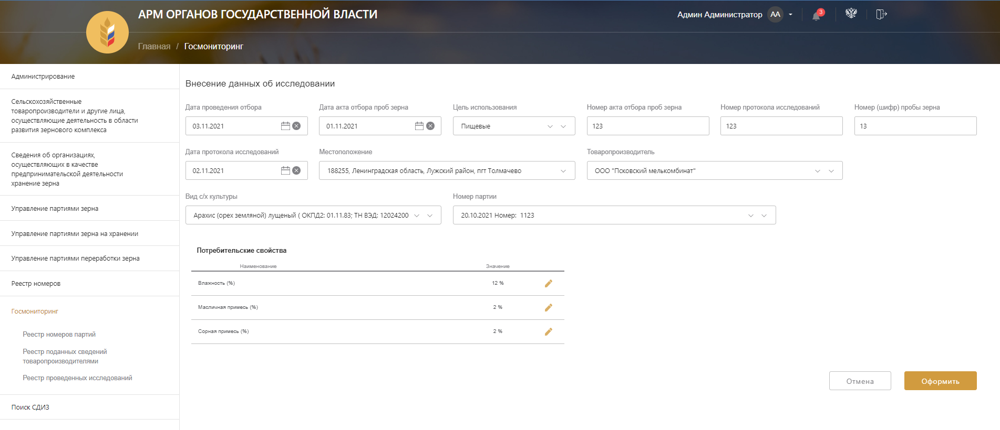 АРМ ОРГАНОВ ГОСУДАРСТВЕННОЙ ВЛАСТИ
Админ Администратор АА 3
Главная / Госмониторинг
Администрирование
Сельскохозяйственные
товаропроизводители и другие лица,
осуществляющие деятельность в области
развития зернового комплекса
Сведения об организациях,
осуществляющих в качестве
предпринимательской деятельности
хранение зерна
Управление партиями зерна
Управление партиями зерна на хранении
Управление партиями переработки зерна
Реестр номеров
Госмониторинг
Реестр номеров партий
Реестр поданных сведений
товаропроизводителями
Реестр проведенных исследований
Поиск СДИЗ
Внесение данных об исследовании
Дата проведения отбора
03.11.2021
Дата акта отбора проб зерна
01.11.2021
Цель использования
Пищевые
Номер акта отбора проб зерна
123
Номер протокола исследований
123
Номер (шифр) пробы зерна
13
Дата протокола исследований
02.11.2021
Местоположение
188255, Ленинградская область, Лужский район, пгт Толмачево
Товаропроизводитель
ООО "Псковский мелькомбинат"
Вид с/х культуры
Арахис (орех земляной) лущеный ( ОКПД2: 01.11.83; ТН ВЭД: 12024200
Номер партии
20.10.2021 Номер: 1123
Потребительские свойства
Наименование Значение
Влажность (%) 12 %
Масличная примесь (%) 2 %
Сорная примесь (%) 2 %
Отмена
Оформить